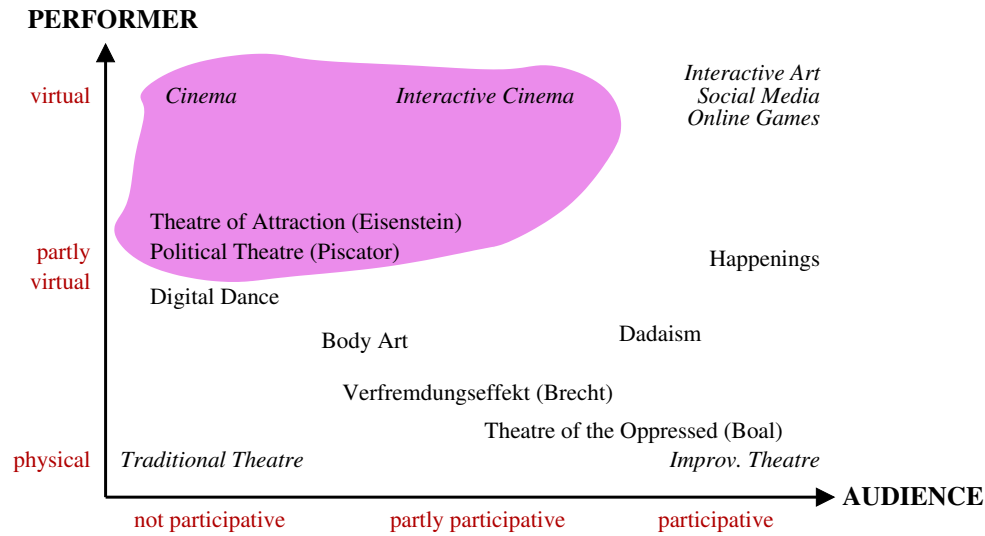 PERFORMER
Interactive Art
virtual
Cinema
Interactive Cinema
Social Media
Online Games
Theatre of Attraction (Eisenstein)
partly
Political Theatre (Piscator)
Happenings
virtual
Digital Dance
Body Art
Dadaism
Verfremdungseffekt (Brecht)
Theatre of the Oppressed (Boal)
physical
Traditional Theatre
Improv. Theatre
AUDIENCE
not participative
partly participative
participative